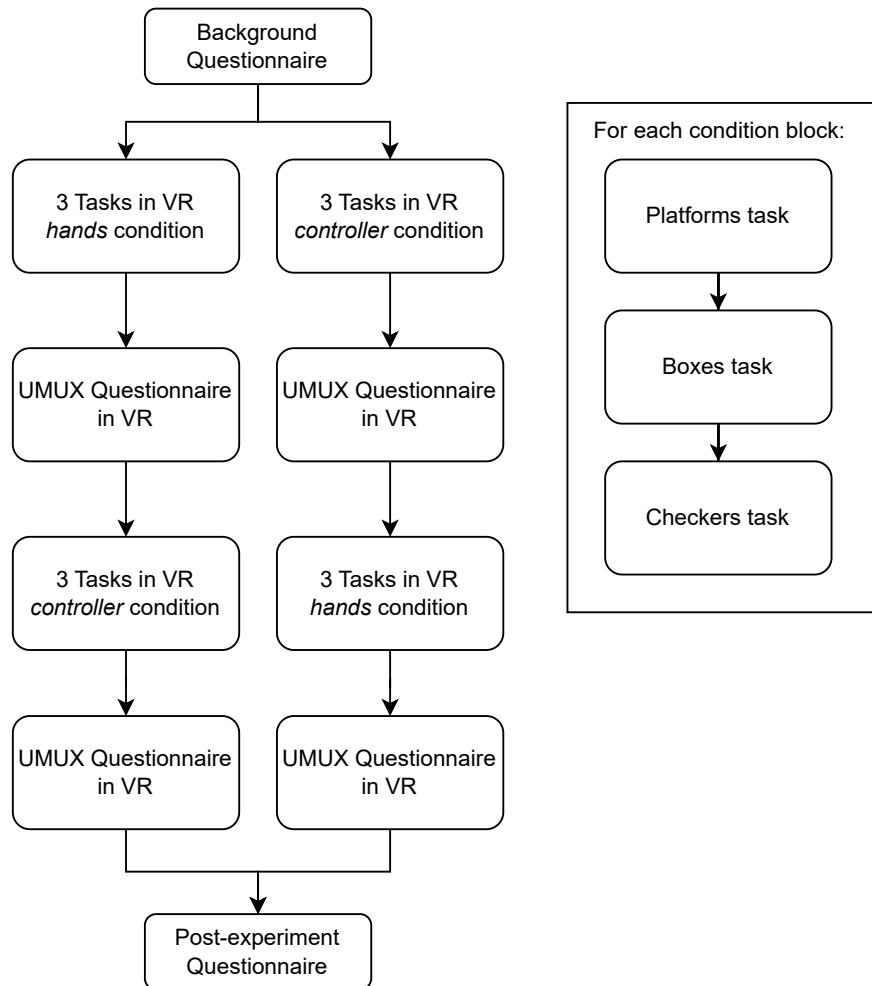 Background
Questionnaire
3 Tasks in VR
hands condition
3 Tasks in VR
controller condition
UMUX Questionnaire
in VR
UMUX Questionnaire
in VR
3 Tasks in VR
controller condition
3 Tasks in VR
hands condition
UMUX Questionnaire
in VR
UMUX Questionnaire
in VR
Post-experiment
Questionnaire
For each condition block:
Platforms task
Boxes task
Checkers task